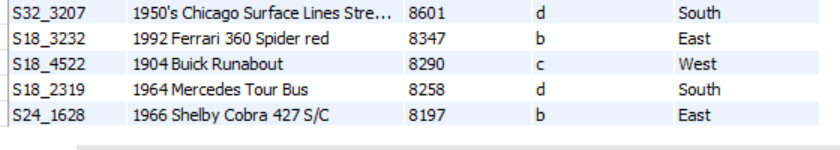 S32_3207 1950's Chicago Surface Lines Stre... 8601 d South
S18_3232 1992 Ferrari 360 Spider red 8347 b East
S18_4522 1904 Buick Runabout 8290 c West
S18_2319 1964 Mercedes Tour Bus 8258 d South
S24_1628 1966 Shelby Cobra 427 S/C 8197 b East